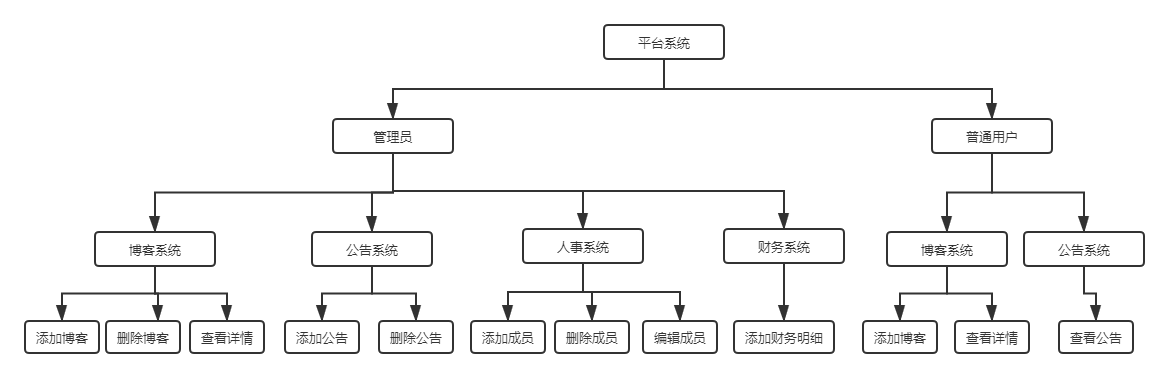 平台系统
管理员
普通用户
博客系统
公告系统
人事系统
财务系统
博客系统
公告系统
添加博客
删除博客
查看详情
添加公告
删除公告
添加成员
删除成员
编辑成员
添加财务明细
添加博客
查看详情
查看公告